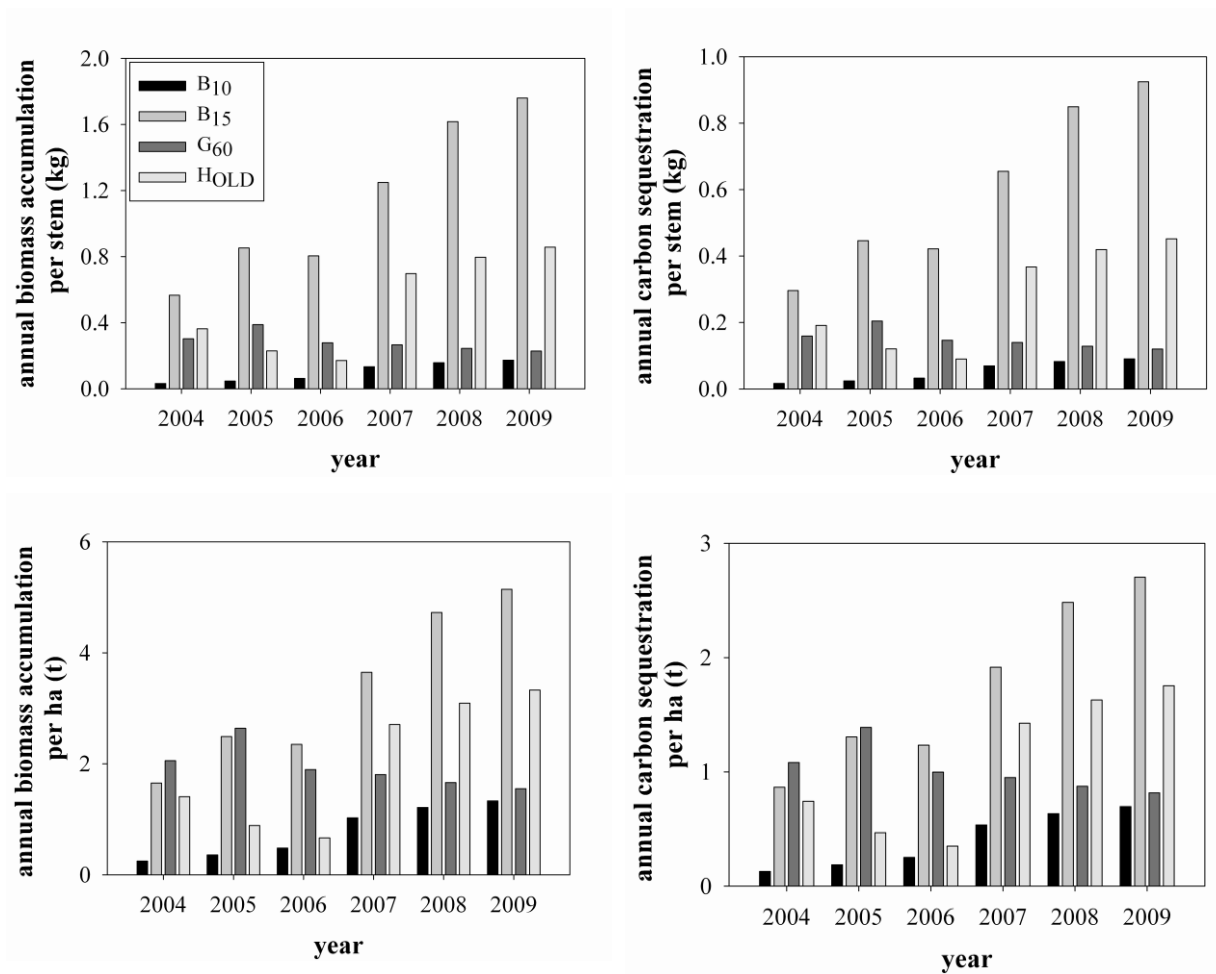 annual biomass accumulation
per stem (kg)
2.0
1.6
1.2
0.8
0.4
0.0
B10
B15
G60
HOLD
2004 2005 2006 2007 2008 2009
year
annual carbon sequestration
per stem (kg)
1.0
0.8
0.6
0.4
0.2
0.0
2004 2005 2006 2007 2008 2009
year
annual biomass accumulation
per ha (t)
6
4
2
0
2004 2005 2006 2007 2008 2009
year
annual carbon sequestration
per ha (t)
3
2
1
0
2004 2005 2006 2007 2008 2009
year